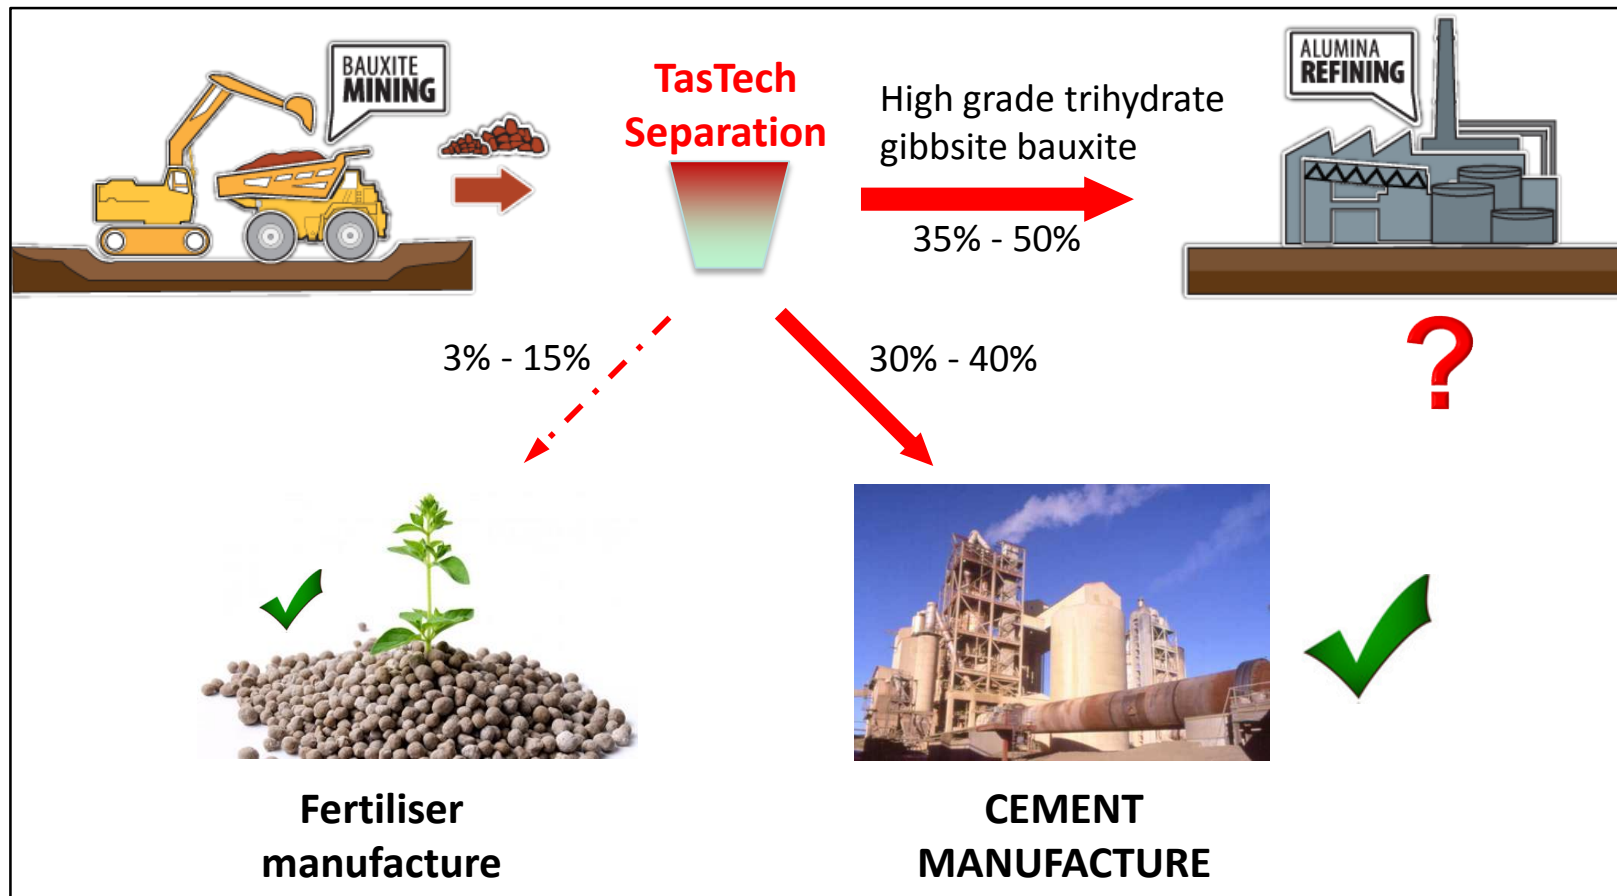 BAUXITE
MINING
TasTech
Separation
High grade trihydrate
gibbsite bauxite
35% - 50%
ALUMINA
REFINING
3% - 15%
30% - 40%
?
Fertiliser
manufacture
CEMENT
MANUFACTURE